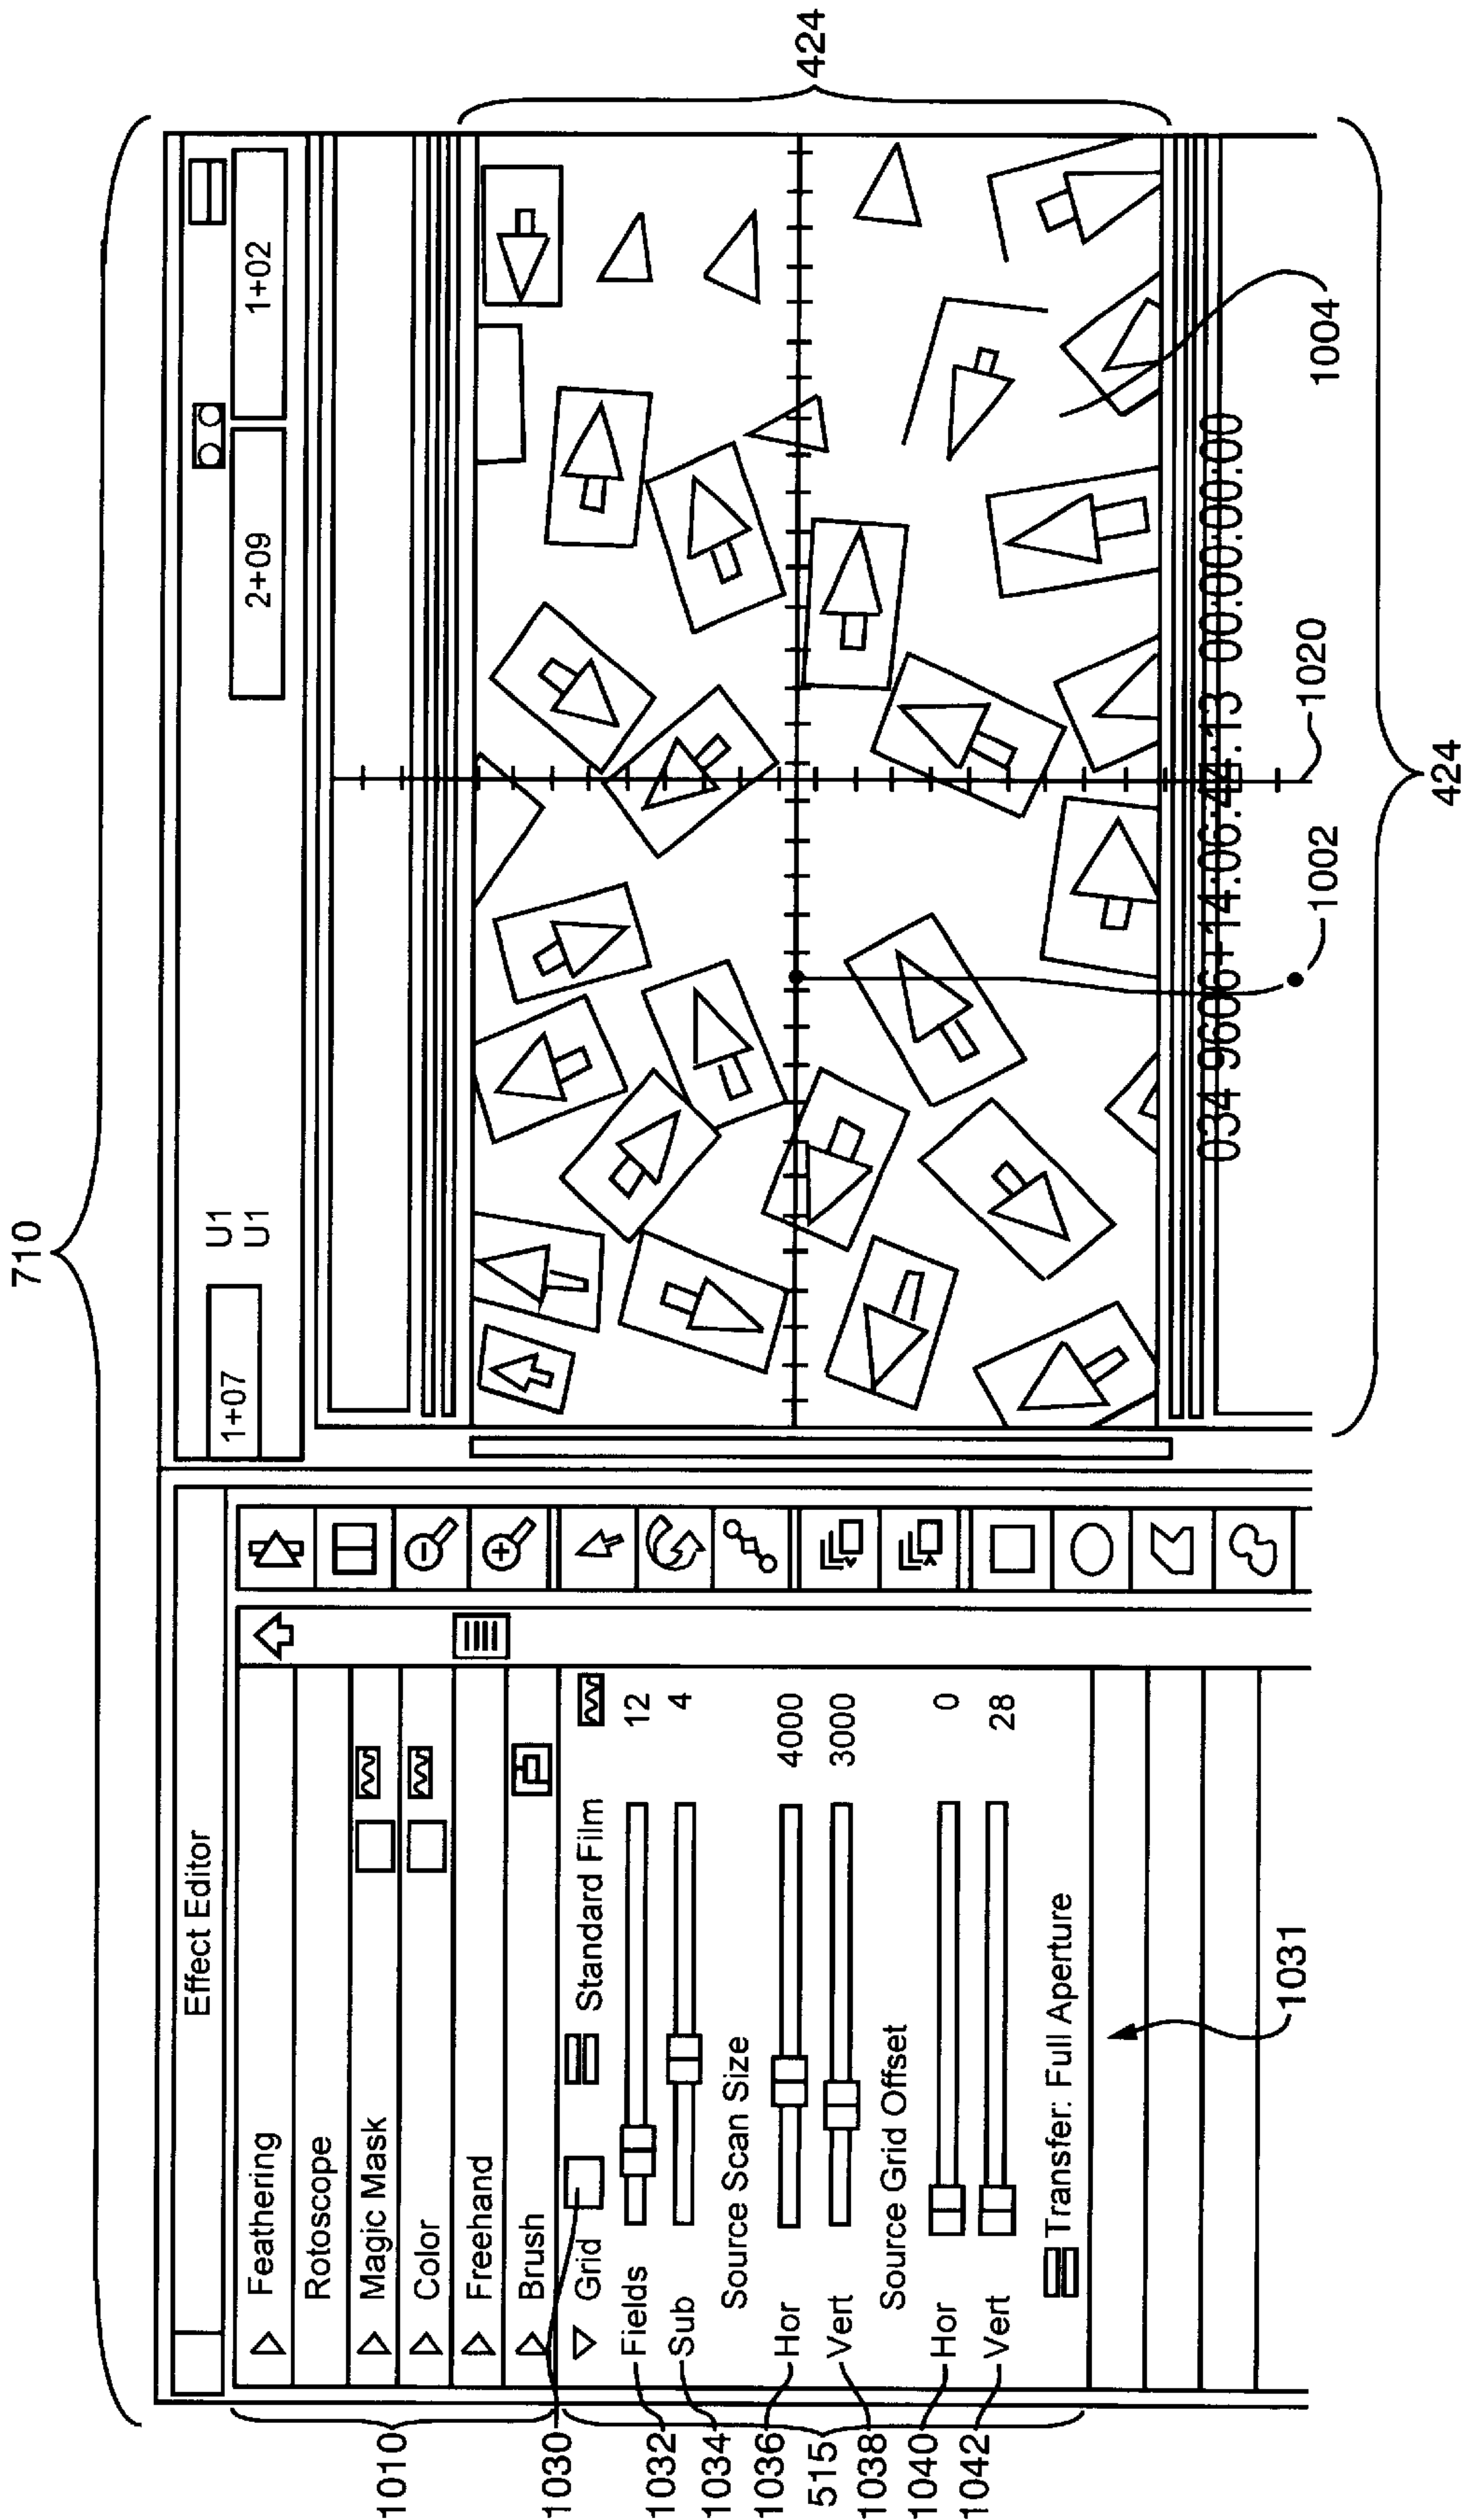 710
Effect Editor
1+07
U1
U1
2+09
1+02
Feathering
Rotoscope
Magic Mask
Color
Freehand
Brush
Grid
Standard Film
Fields
12
Sub
4
Source Scan Size
Hor
4000
Vert
3000
Source Grid Offset
Hor
0
Vert
28
Transfer: Full Aperture
1010
1030
1032
1034
1036
515
1038
1040
1042
1031
424
1004
1020
1002
424